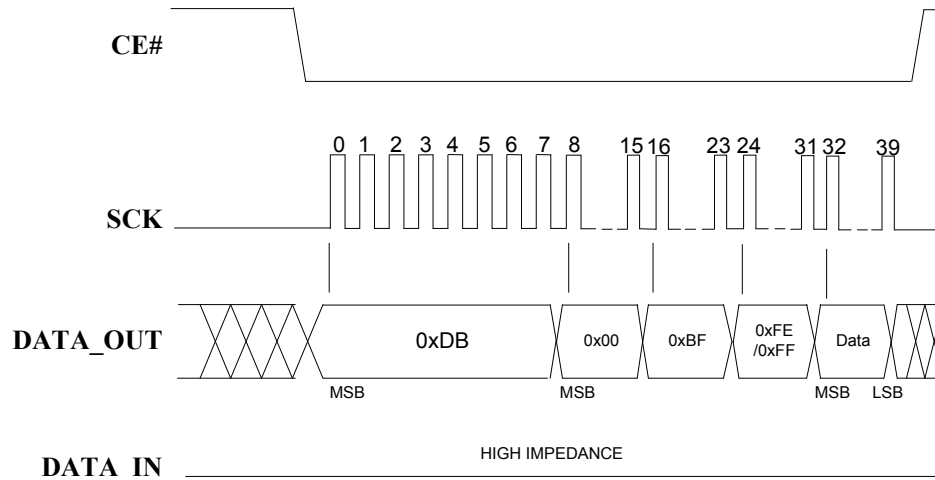 CE#
0 1 2 3 4 5 6 7 8 15 16 23 24 31 32 39
SCK
DATA_OUT
0xDB 0x00 0xBF 0xFE /0xFF Data
MSB MSB MSB LSB
HIGH IMPEDANCE
DATA_IN